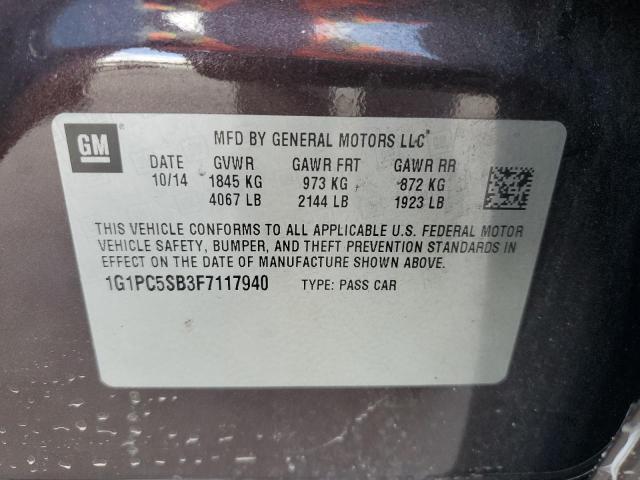 GM
MFD BY GENERAL MOTORS LLC
DATE GVWR GAWR FRT GAWR RR
10/14 1845 KG 973 KG 872 KG
4067 LB 2144 LB 1923 LB
THIS VEHICLE CONFORMS TO ALL APPLICABLE U.S. FEDERAL MOTOR
VEHICLE SAFETY, BUMPER, AND THEFT PREVENTION STANDARDS IN
EFFECT ON THE DATE OF MANUFACTURE SHOWN ABOVE.
1G1PC5SB3F7117940 TYPE: PASS CAR